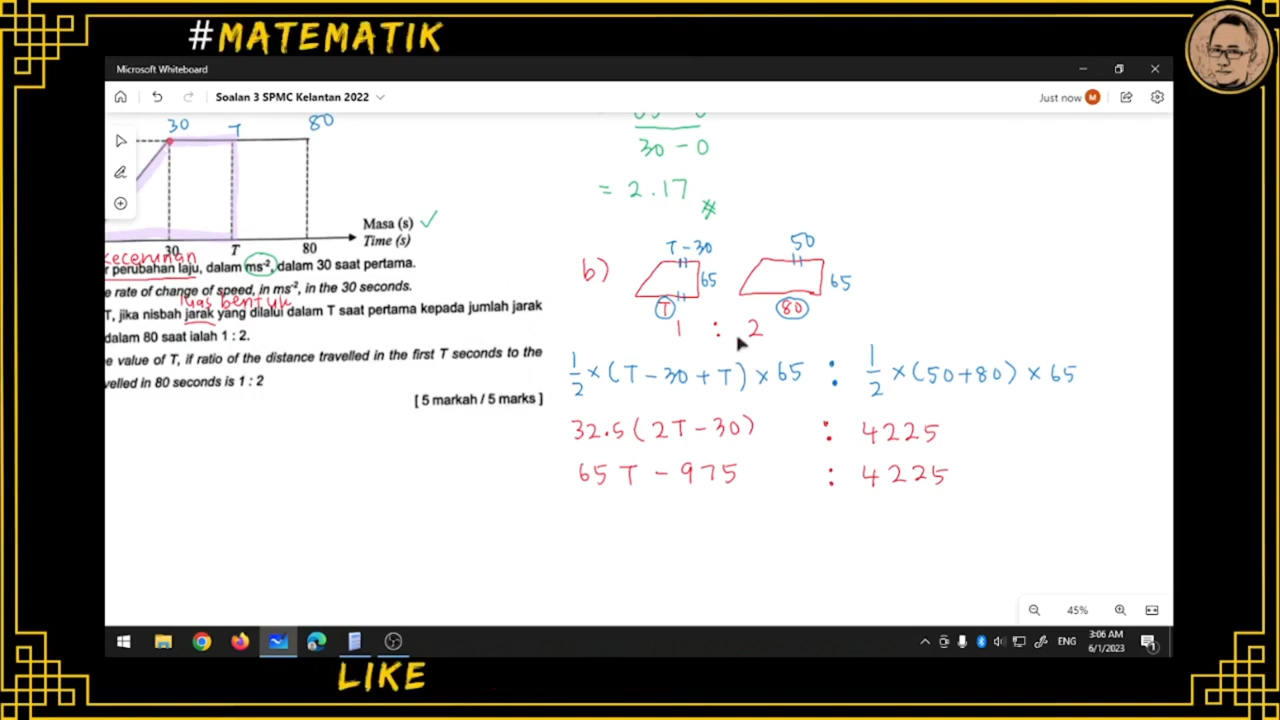 #MATEMATIK
Microsoft Whiteboard
Soalan 3 SPMC Kelantan 2022
Just now
M
30 T 80
Masa (s) ✓
Time (s)
30 T 80
kecerunan
r perubahan laju, dalam ms⁻², dalam 30 saat pertama.
e rate of change of speed, in ms⁻², in the 30 seconds.
luas bentuk
T, jika nisbah jarak yang dilalui dalam T saat pertama kepada jumlah jarak
dalam 80 saat ialah 1 : 2.
e value of T, if ratio of the distance travelled in the first T seconds to the
velled in 80 seconds is 1 : 2
[ 5 markah / 5 marks ]
30 - 0
= 2.17
#
b) T-30 65 T 50 65 80
1 : 2
1/2 × (T - 30 + T) × 65 : 1/2 × (50+80) × 65
32.5 (2T - 30) : 4225
65T - 975 : 4225
45%
ENG
3:06 AM
6/1/2023
1
LIKE